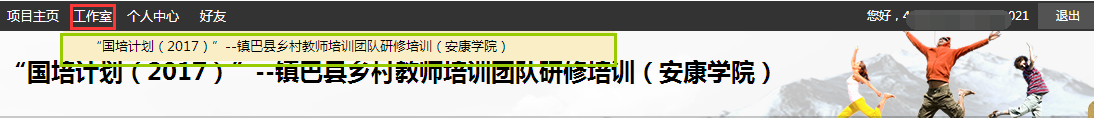 项目主页 工作室 个人中心 好友 您好，4 021 退出
“国培计划（2017）”--镇巴县乡村教师培训团队研修培训（安康学院）
“国培计划（2017）”--镇巴县乡村教师培训团队研修培训（安康学院）